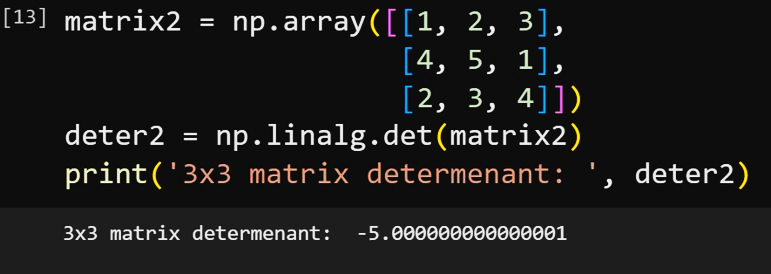 [13] matrix2 = np.array([[1, 2, 3],
[4, 5, 1],
[2, 3, 4]])
deter2 = np.linalg.det(matrix2)
print('3x3 matrix determenant: ', deter2)
3x3 matrix determenant:  -5.000000000000001